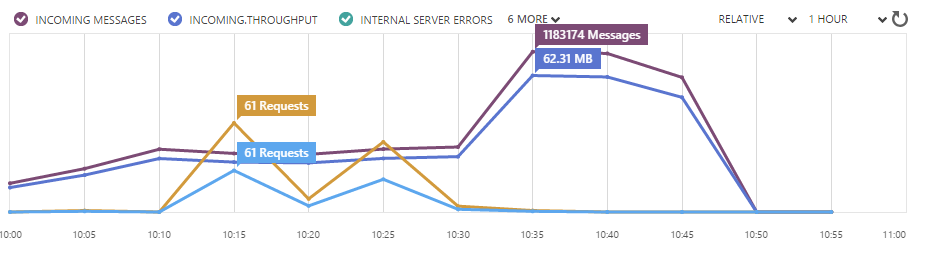 INCOMING MESSAGES INCOMING.THROUGHPUT INTERNAL SERVER ERRORS 6 MORE RELATIVE 1 HOUR
1183174 Messages
62.31 MB
61 Requests
61 Requests
10:00 10:05 10:10 10:15 10:20 10:25 10:30 10:35 10:40 10:45 10:50 10:55 11:00